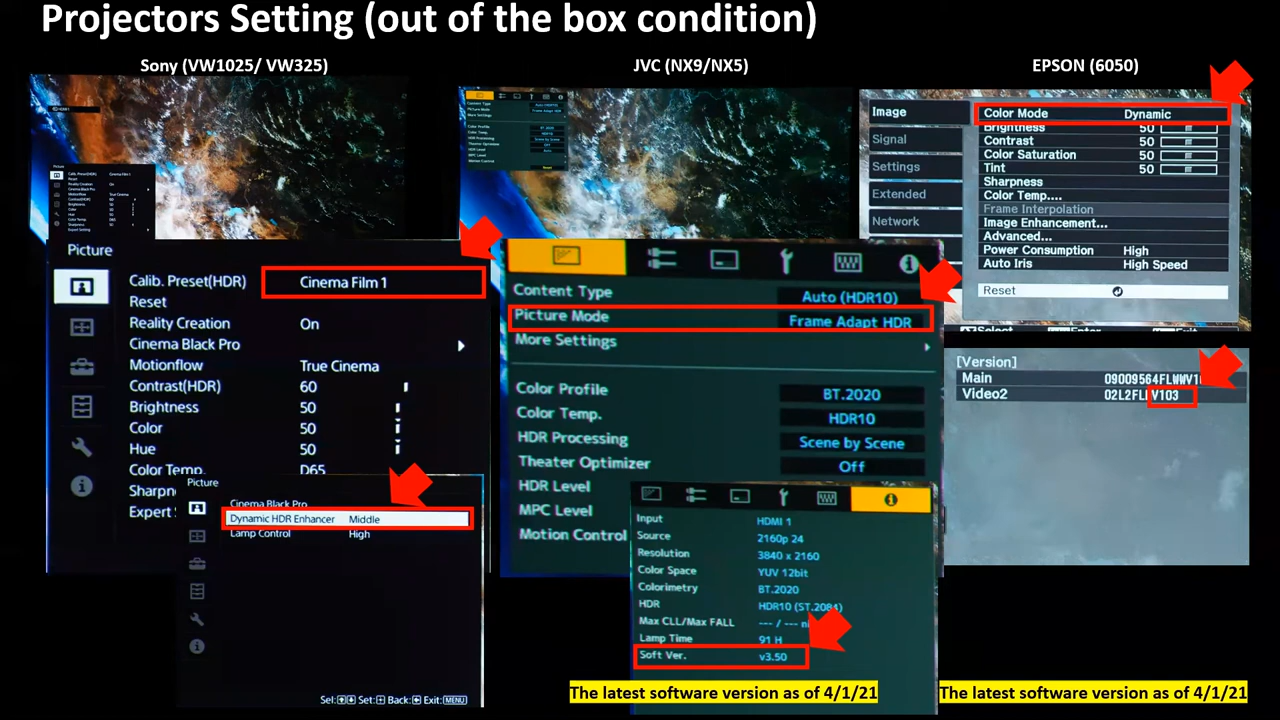 Projectors Setting (out of the box condition)
Sony (VW1025/ VW325)
Picture
Calib. Preset(HDR) Cinema Film 1
Reset
Reality Creation On
Cinema Black Pro
Motionflow True Cinema
Contrast(HDR) 60
Brightness 50
Color 50
Hue 50
Color Temp. D65
Expert
Picture
Cinema Black Pro
Dynamic HDR Enhancer Middle
Lamp Control High
Sel: Set: Back: Exit: MENU
JVC (NX9/NX5)
Content Type Auto (HDR10)
Picture Mode Frame Adapt HDR
More Settings
Color Profile BT.2020
Color Temp. HDR10
HDR Processing Scene by Scene
Theater Optimizer Off
HDR Level
MPC Level
Motion Control
Input HDMI 1
Source 2160p 24
Resolution 3840 x 2160
Color Space YUV 12bit
Colorimetry BT.2020
HDR HDR10 (ST.2084)
Max CLL/Max FALL --- / ---
Lamp Time 91 H
Soft Ver. v3.50
The latest software version as of 4/1/21
EPSON (6050)
Image
Signal
Settings
Extended
Network
Color Mode Dynamic
Brightness 50
Contrast 50
Color Saturation 50
Tint 50
Sharpness
Color Temp....
Frame Interpolation
Image Enhancement...
Advanced...
Power Consumption High
Auto Iris High Speed
Reset
[Version]
Main
Video2
V103
The latest software version as of 4/1/21